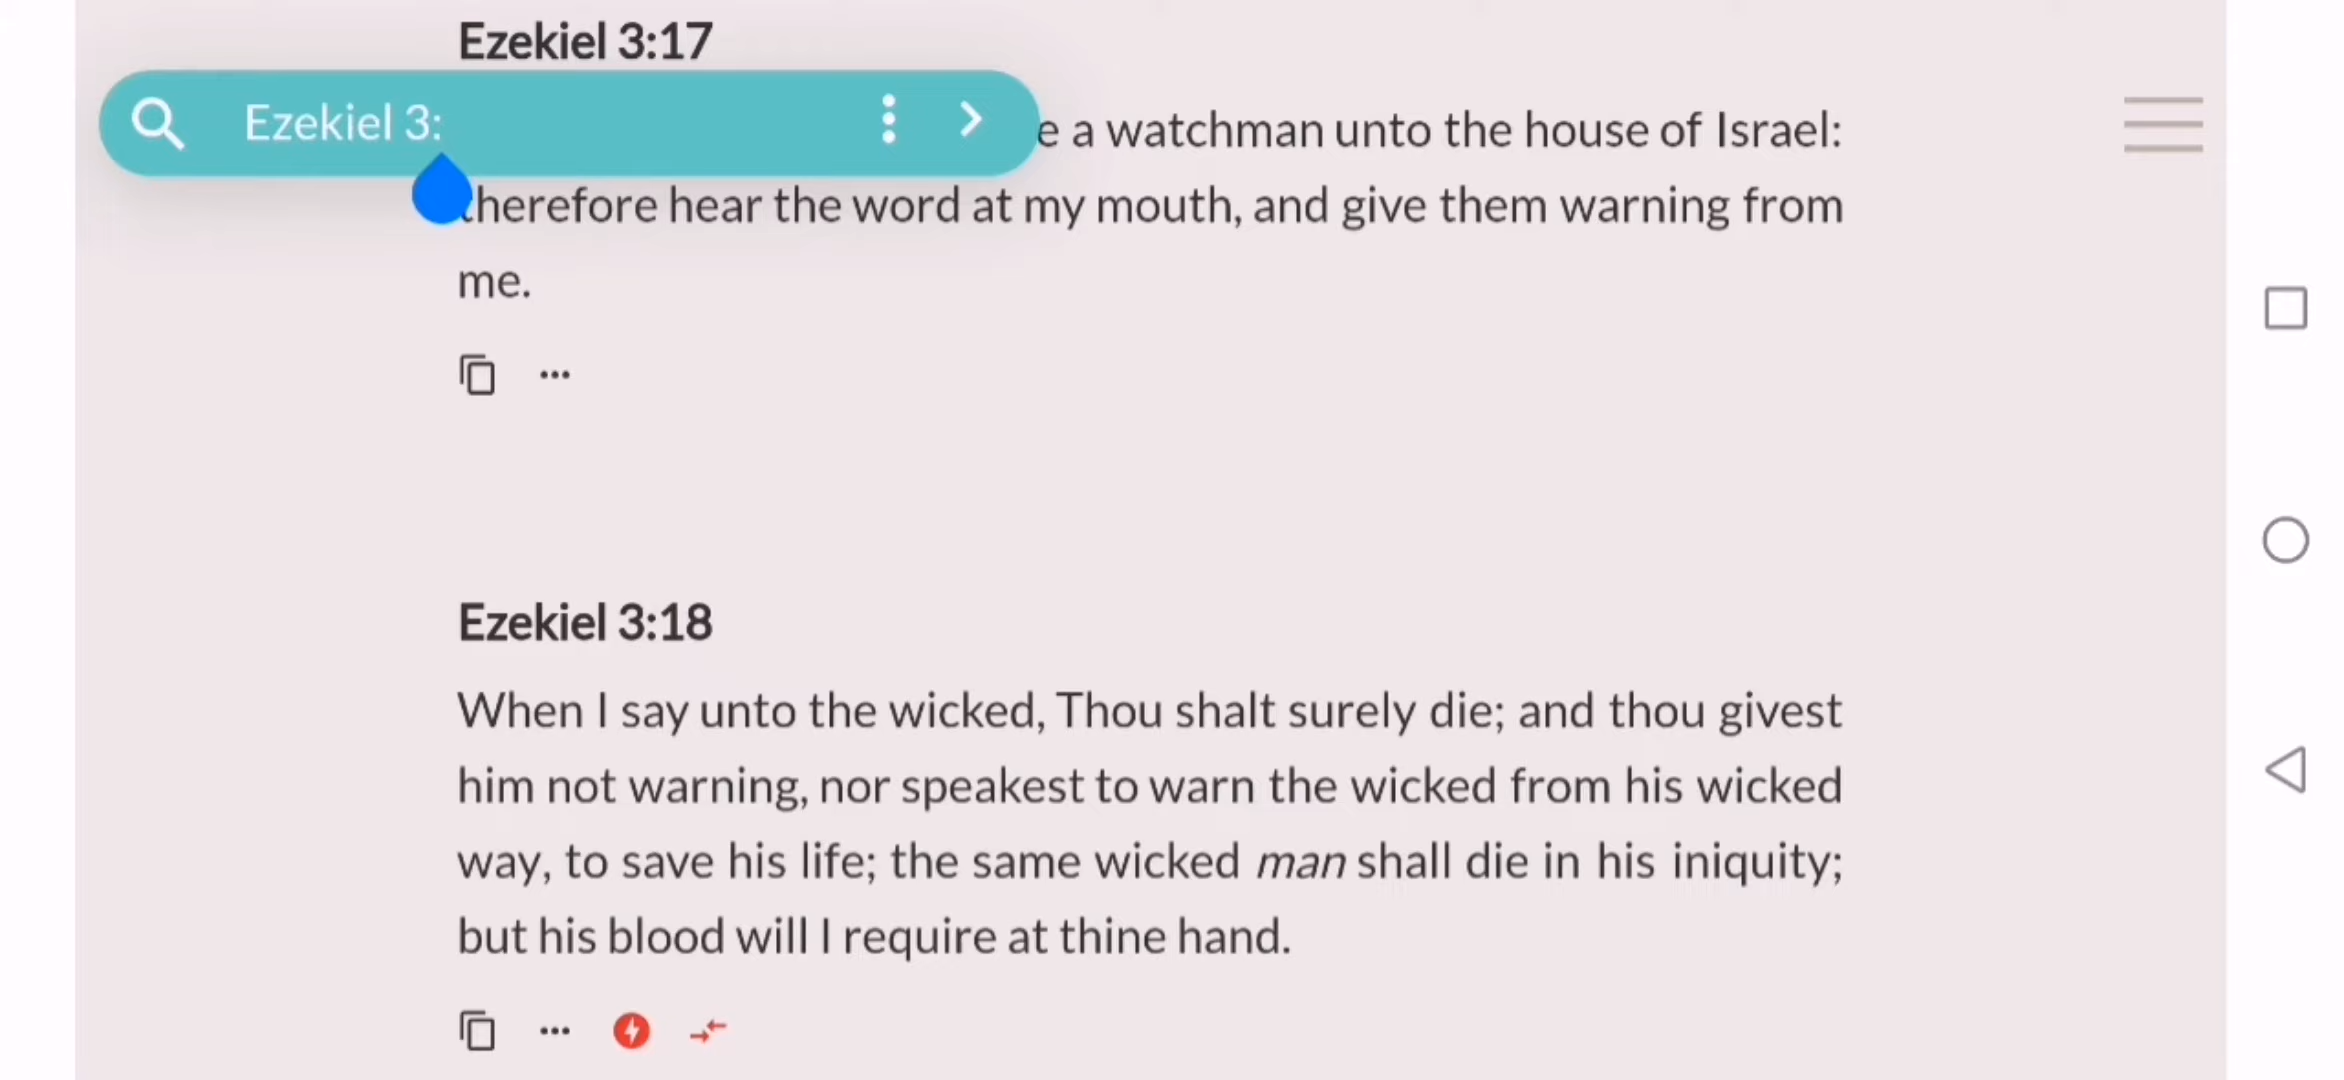 Ezekiel 3:17
Ezekiel 3:
a watchman unto the house of Israel:
therefore hear the word at my mouth, and give them warning from
me.
Ezekiel 3:18
When I say unto the wicked, Thou shalt surely die; and thou givest
him not warning, nor speakest to warn the wicked from his wicked
way, to save his life; the same wicked man shall die in his iniquity;
but his blood will I require at thine hand.